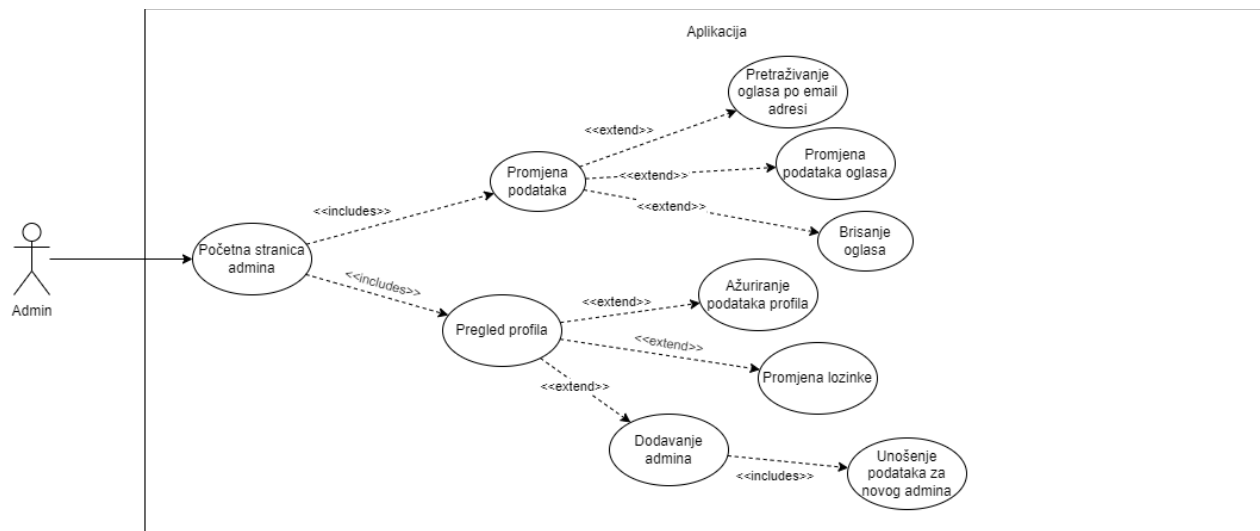 Aplikacija
Pretraživanje
oglasa po email
adresi
<<extend>>
Promjena
podataka oglasa
<<extend>>
Promjena
podataka
<<extend>>
Brisanje
oglasa
<<includes>>
Početna stranica
admina
Admin
<<includes>>
Ažuriranje
podataka profila
<<extend>>
Pregled profila
<<extend>>
Promjena lozinke
<<extend>>
Dodavanje
admina
<<includes>>
Unošenje
podataka za
novog admina